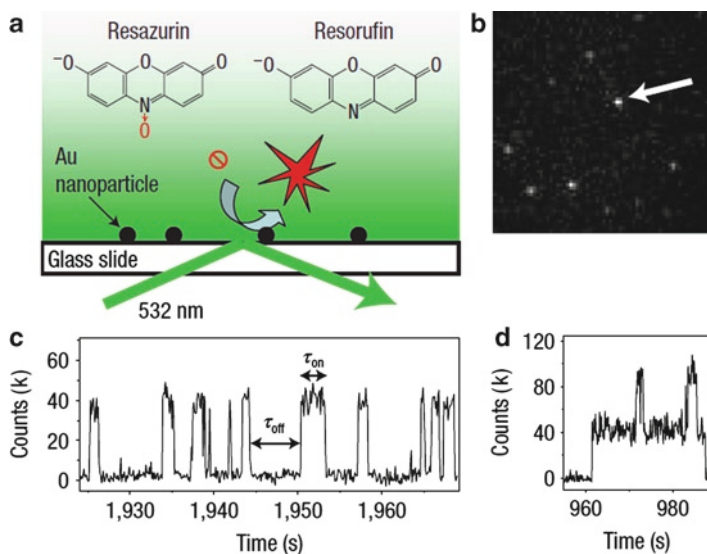 a
Resazurin
Resorufin
⁻O
O
O
N
O
⁻O
O
O
N
Au
nanoparticle
Glass slide
532 nm
b
c
Counts (k)
60
40
20
0
τon
τoff
1,930
1,940
1,950
1,960
Time (s)
d
Counts (k)
120
80
40
0
960
980
Time (s)